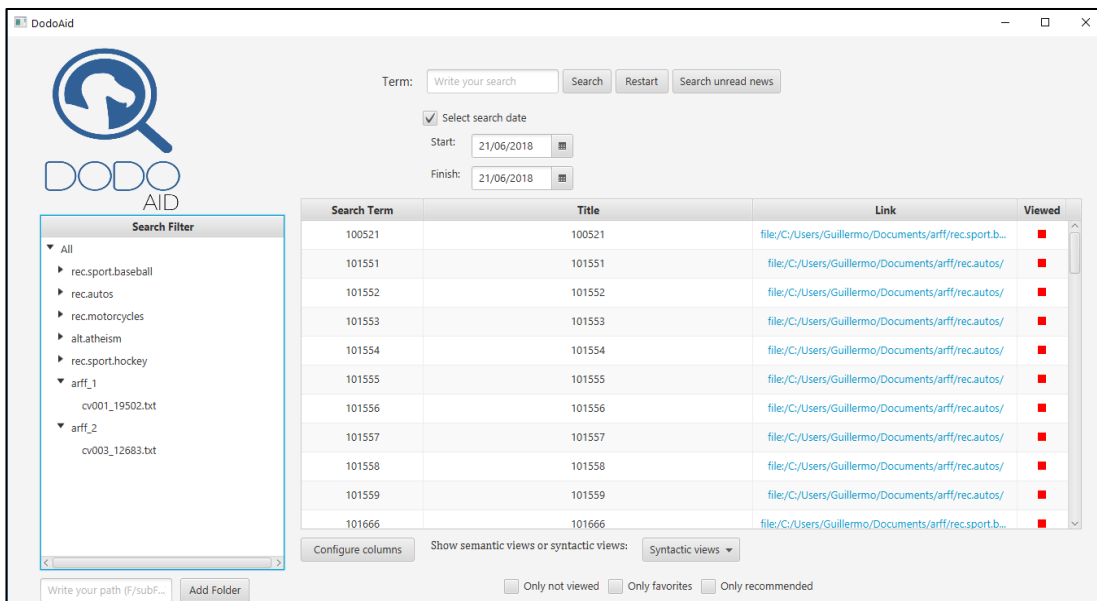 DodoAid
Term: Write your search Search Restart Search unread news
Select search date
Start: 21/06/2018
Finish: 21/06/2018
DODO
AID
Search Filter
All
rec.sport.baseball
rec.autos
rec.motorcycles
alt.atheism
rec.sport.hockey
arff_1
cv001_19502.txt
arff_2
cv003_12683.txt
Write your path (F/subF... Add Folder
Search Term Title Link Viewed
100521 100521 file:/C:/Users/Guillermo/Documents/arff/rec.sport.b...
101551 101551 file:/C:/Users/Guillermo/Documents/arff/rec.autos/
101552 101552 file:/C:/Users/Guillermo/Documents/arff/rec.autos/
101553 101553 file:/C:/Users/Guillermo/Documents/arff/rec.autos/
101554 101554 file:/C:/Users/Guillermo/Documents/arff/rec.autos/
101555 101555 file:/C:/Users/Guillermo/Documents/arff/rec.autos/
101556 101556 file:/C:/Users/Guillermo/Documents/arff/rec.autos/
101557 101557 file:/C:/Users/Guillermo/Documents/arff/rec.autos/
101558 101558 file:/C:/Users/Guillermo/Documents/arff/rec.autos/
101559 101559 file:/C:/Users/Guillermo/Documents/arff/rec.autos/
101666 101666 file:/C:/Users/Guillermo/Documents/arff/rec.sport.b...
Configure columns Show semantic views or syntactic views: Syntactic views
Only not viewed Only favorites Only recommended